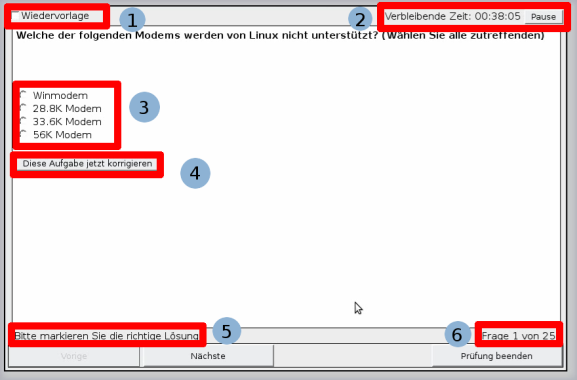 Wiedervorlage
1
2
Verbleibende Zeit: 00:38:05 Pause
Welche der folgenden Modems werden von Linux nicht unterstützt? (Wählen Sie alle zutreffenden)
Winmodem
28.8K Modem
33.6K Modem
56K Modem
3
Diese Aufgabe jetzt korrigieren
4
Bitte markieren Sie die richtige Lösung
5
6
Frage 1 von 25
Vorige
Nächste
Prüfung beenden